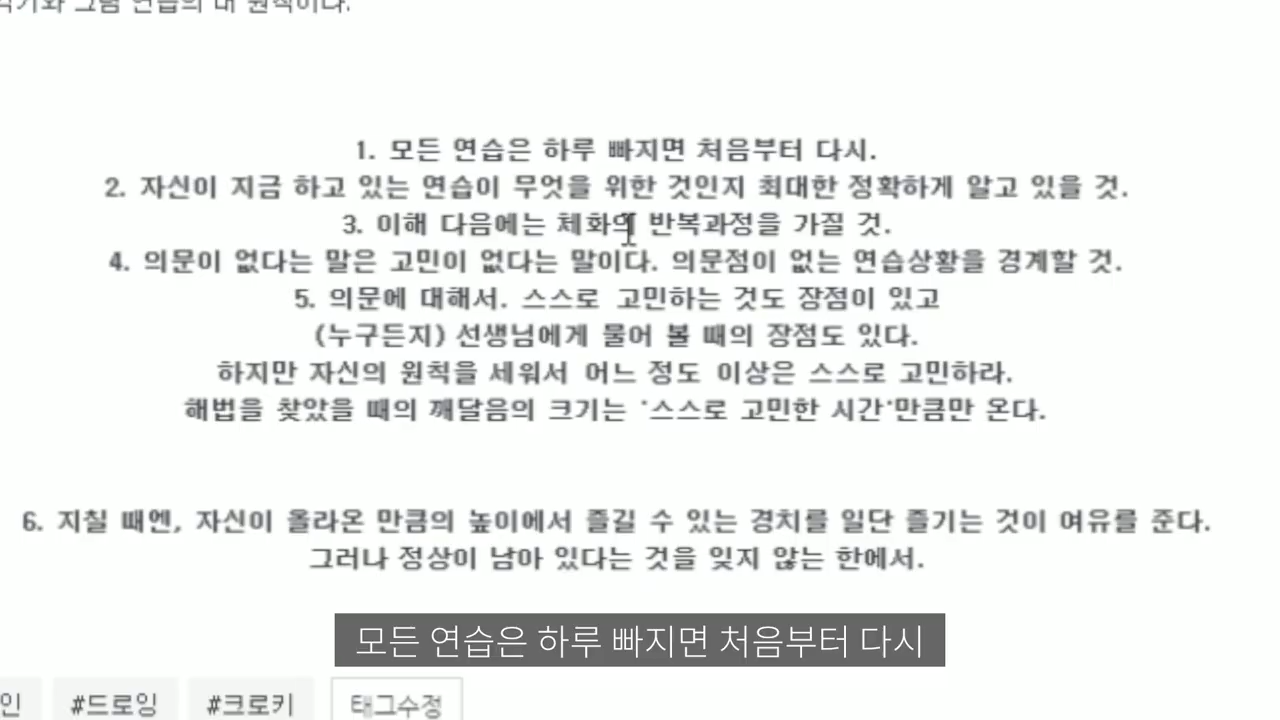 그림 연습의 내 원칙이다.
1. 모든 연습은 하루 빠지면 처음부터 다시.
2. 자신이 지금 하고 있는 연습이 무엇을 위한 것인지 최대한 정확하게 알고 있을 것.
3. 이해 다음에는 체화의 반복과정을 가질 것.
4. 의문이 없다는 말은 고민이 없다는 말이다. 의문점이 없는 연습상황을 경계할 것.
5. 의문에 대해서. 스스로 고민하는 것도 장점이 있고
(누구든지) 선생님에게 물어 볼 때의 장점도 있다.
하지만 자신의 원칙을 세워서 어느 정도 이상은 스스로 고민하라.
해법을 찾았을 때의 깨달음의 크기는 '스스로 고민한 시간'만큼만 온다.
6. 지칠 때엔, 자신이 올라온 만큼의 높이에서 즐길 수 있는 경치를 일단 즐기는 것이 여유를 준다.
그러나 정상이 남아 있다는 것을 잊지 않는 한에서.
모든 연습은 하루 빠지면 처음부터 다시
인 #드로잉 #크로키 태그수정